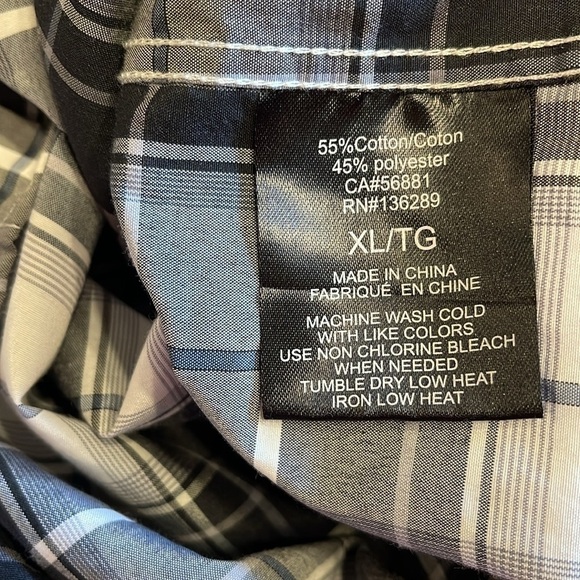 55%Cotton/Coton
45% polyester
CA#56881
RN#136289
XL/TG
MADE IN CHINA
FABRIQUÉ EN CHINE
MACHINE WASH COLD
WITH LIKE COLORS
USE NON CHLORINE BLEACH
WHEN NEEDED
TUMBLE DRY LOW HEAT
IRON LOW HEAT